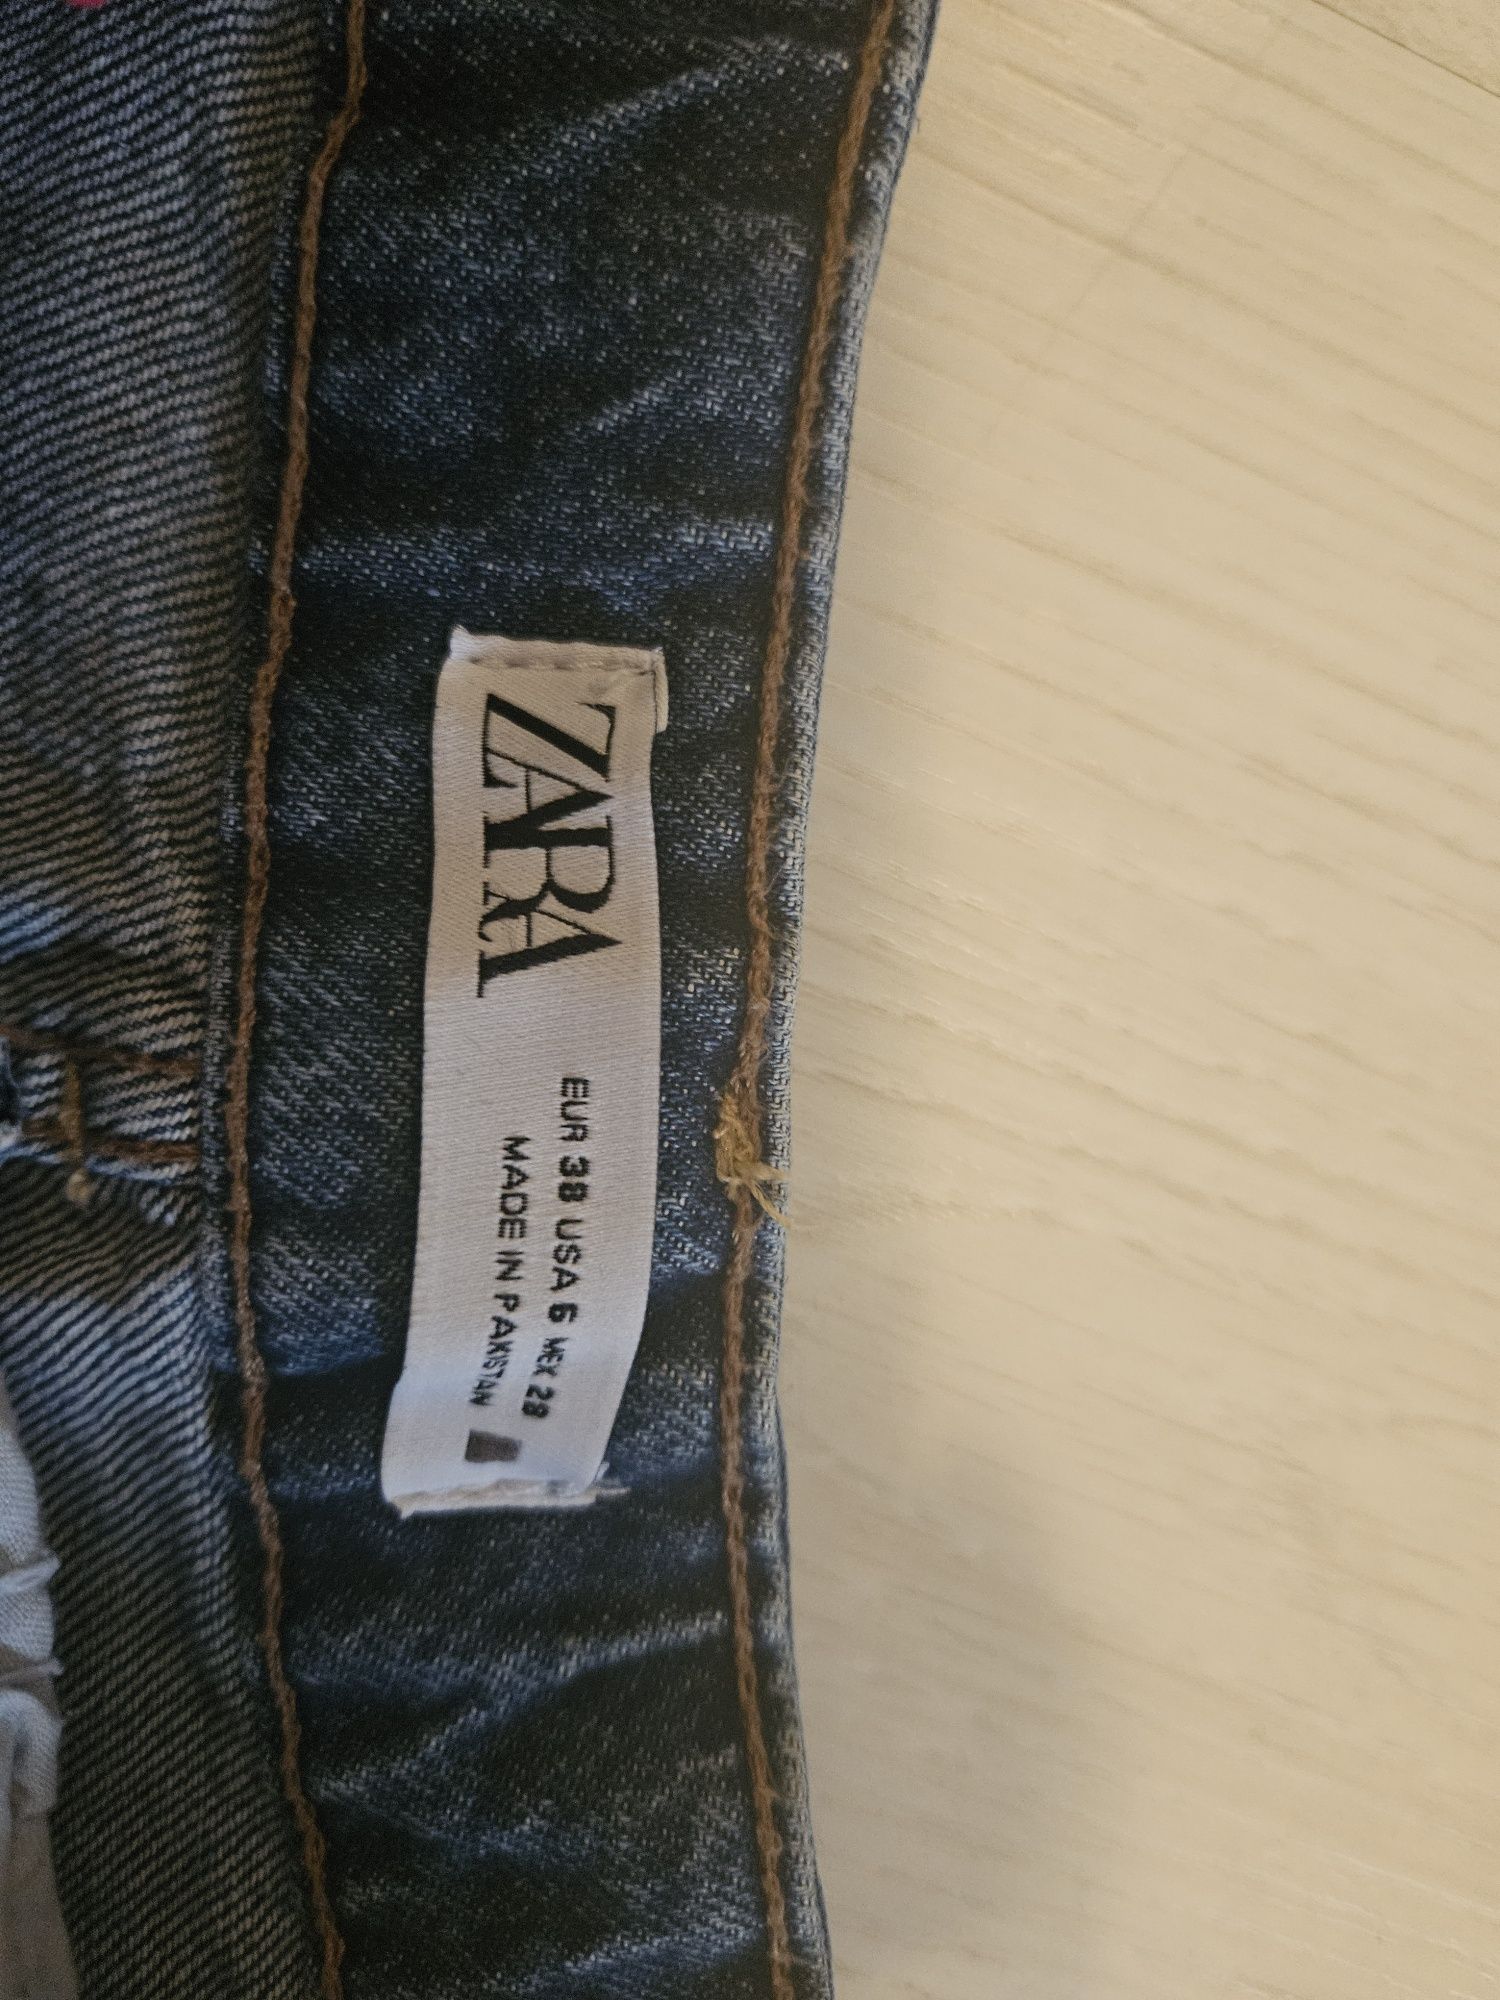 ZARA
EUR 38 USA 6 MEX 28
MADE IN PAKISTAN